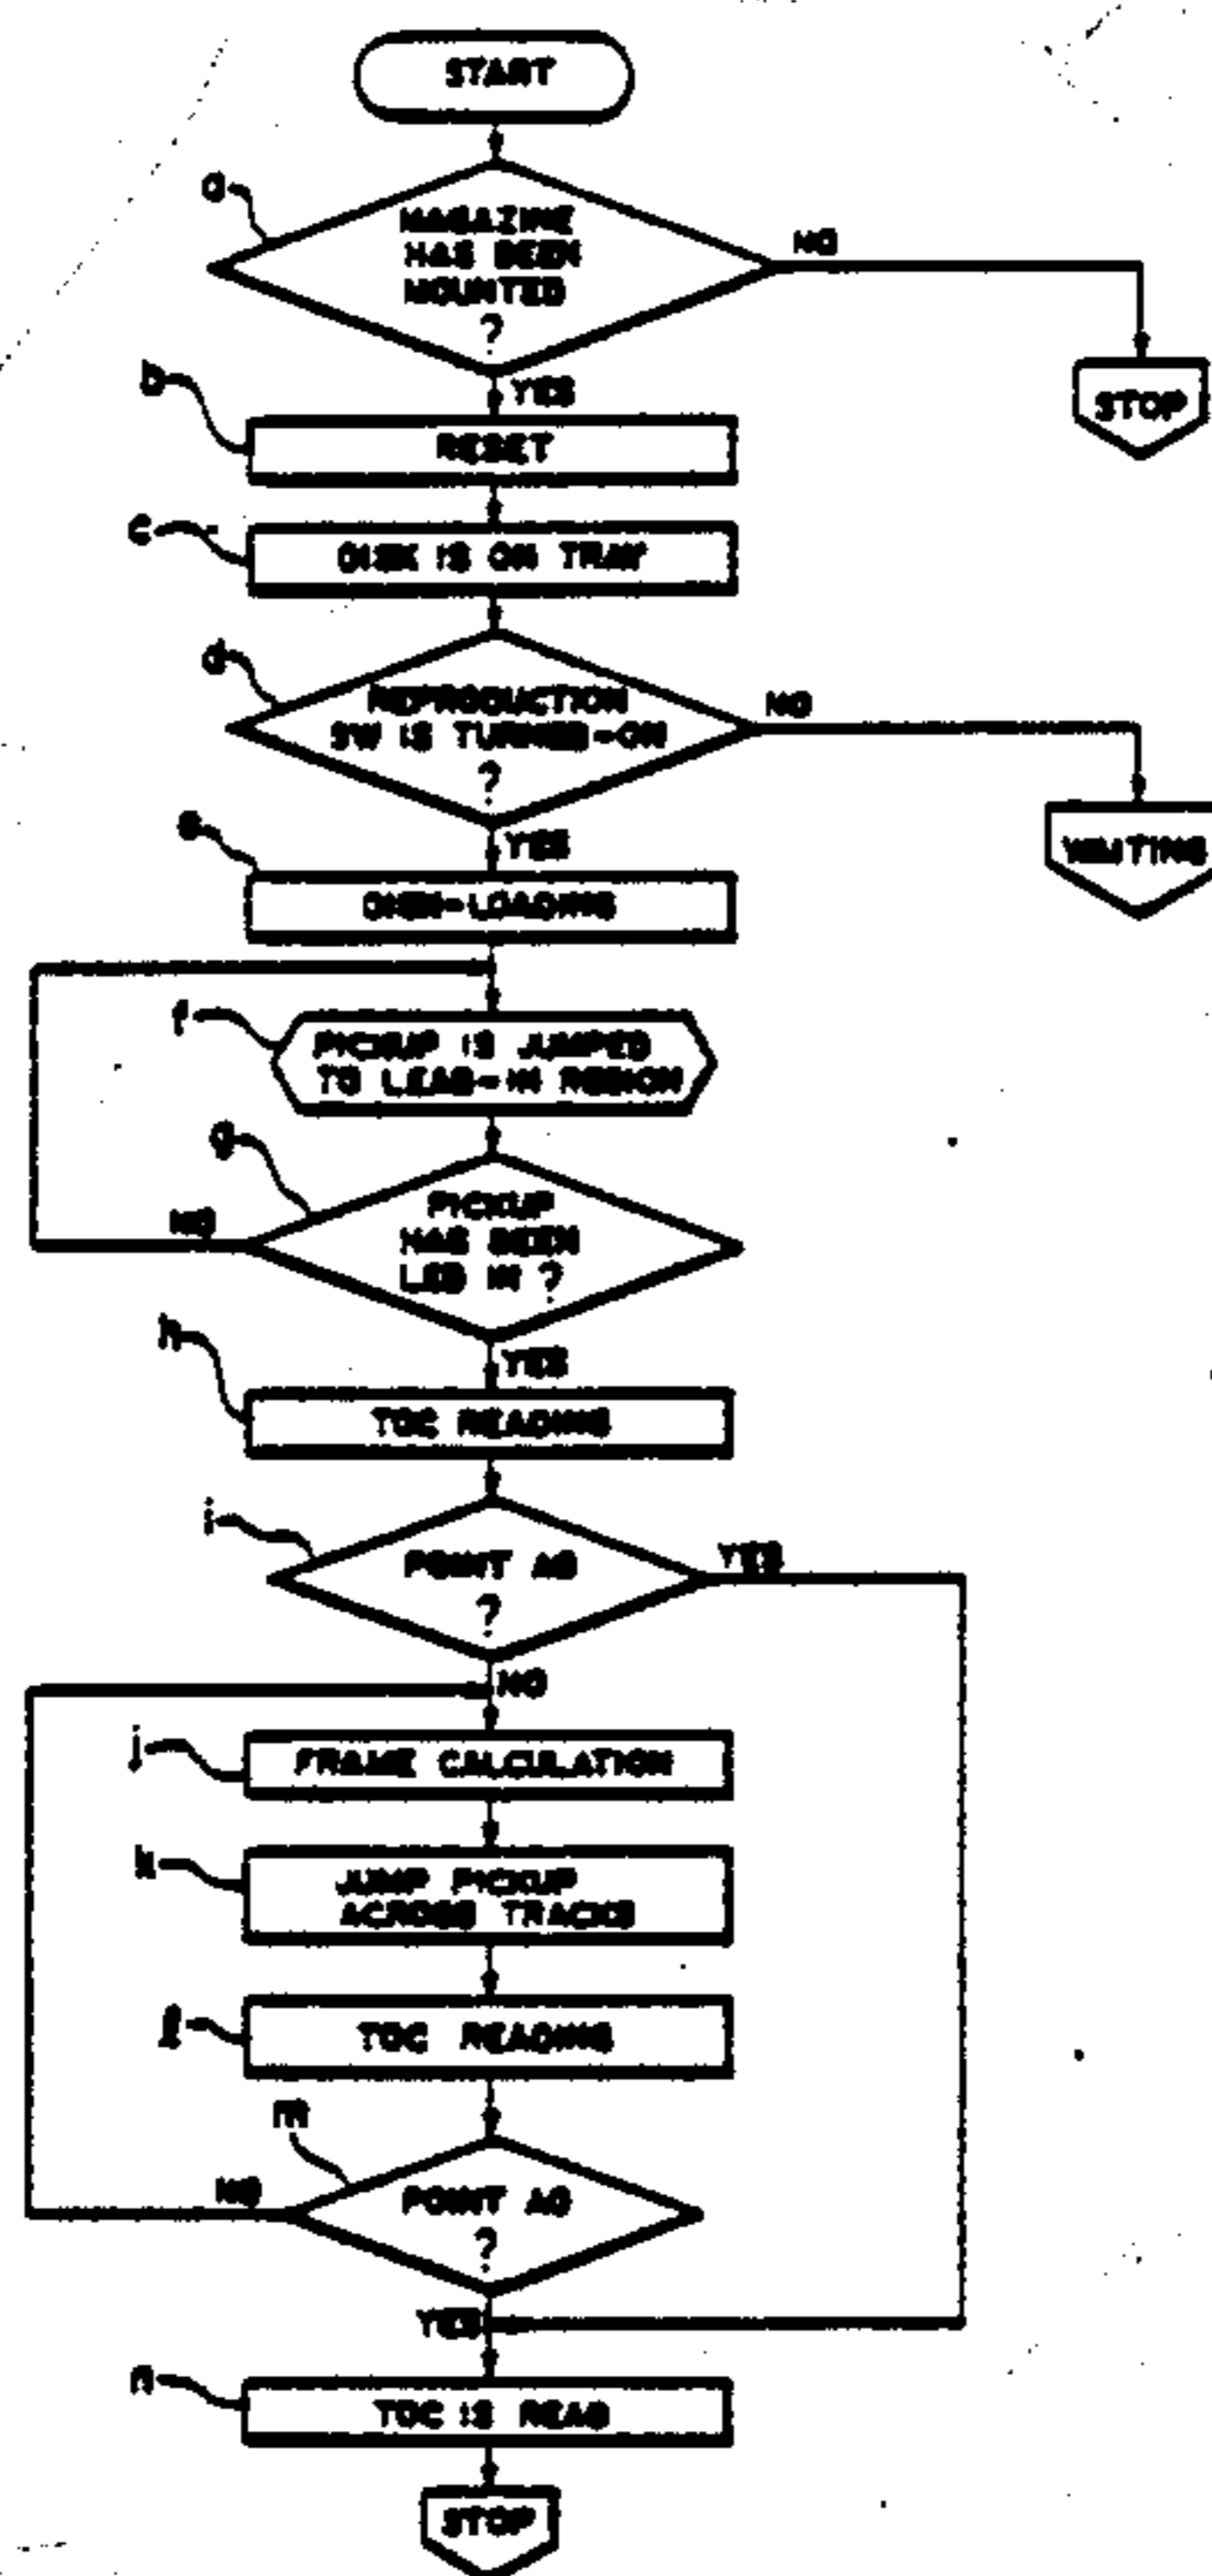 START
a
MAGAZINE
HAS BEEN
MOUNTED
?
NO
STOP
YES
b
RESET
c
DISK IS ON TRAY
d
REPRODUCTION
SW IS TURNED-ON
?
NO
WAITING
YES
e
DISK-LOADING
f
PICKUP IS JUMPED
TO LEAD-IN REGION
g
PICKUP
HAS BEEN
LED IN ?
NO
YES
h
TOC READING
i
POINT A0
?
YES
NO
j
FRAME CALCULATION
k
JUMP PICKUP
ACROSS TRACKS
l
TOC READING
m
POINT A0
?
NO
YES
n
TOC IS READ
STOP